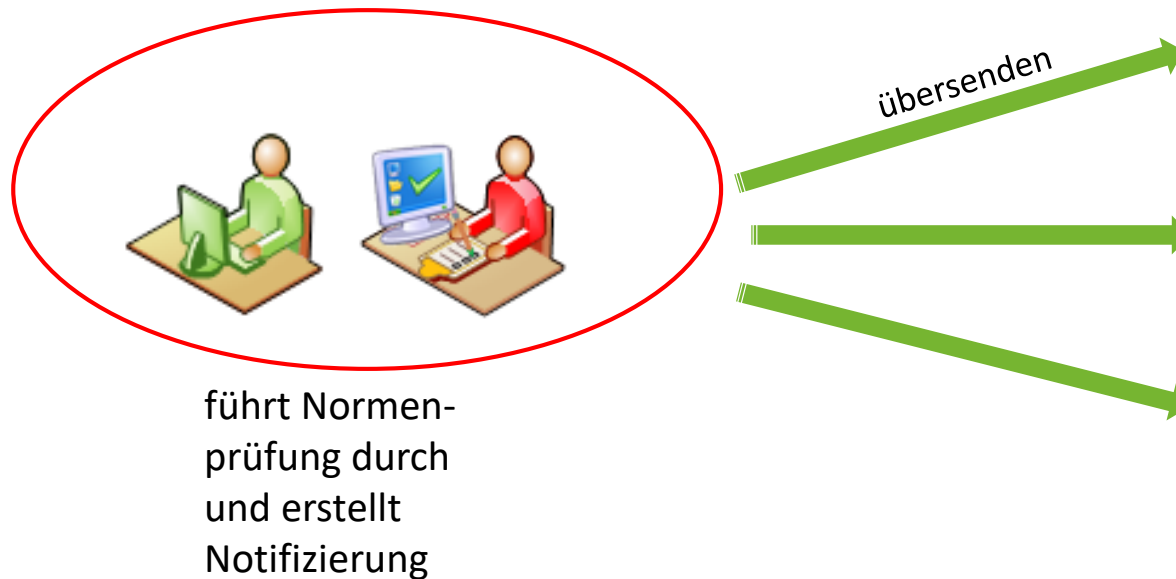 übersenden
führt Normen-
prüfung durch
und erstellt
Notifizierung